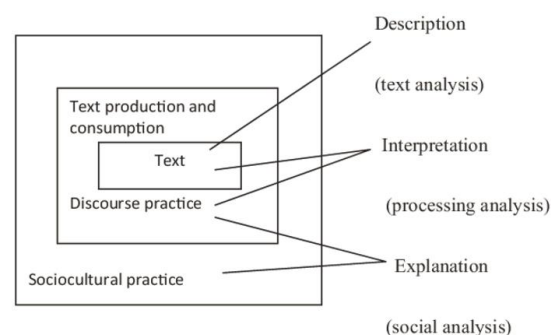 Description
(text analysis)
Text production and
consumption
Text
Interpretation
Discourse practice
(processing analysis)
Explanation
Sociocultural practice
(social analysis)